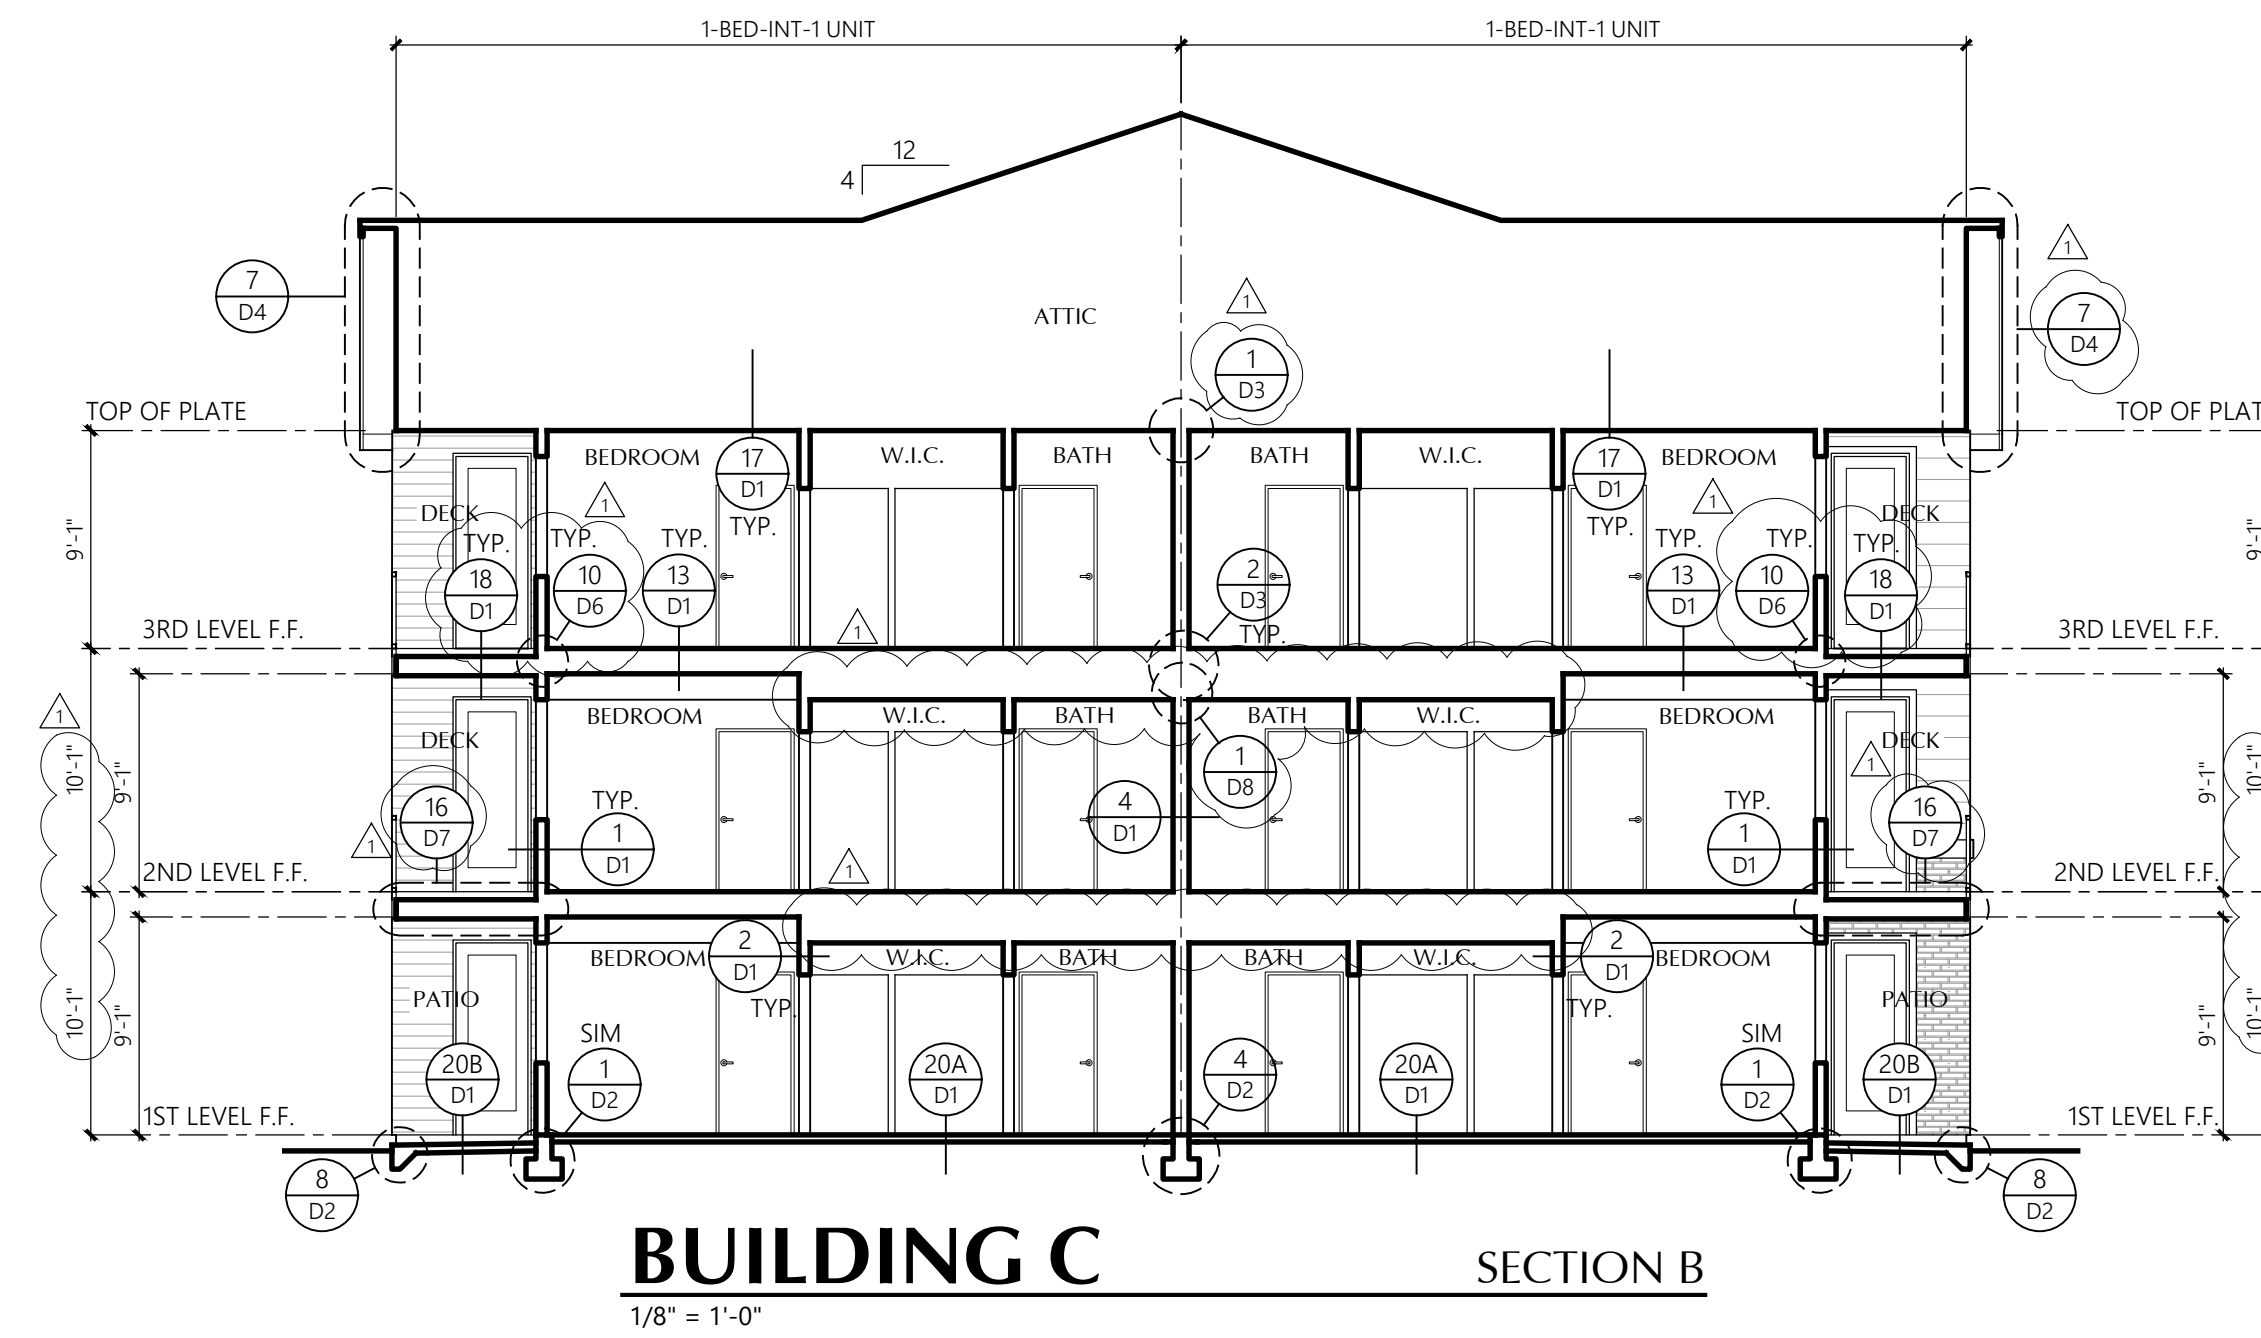 1-BED-INT-1 UNIT
1-BED-INT-1 UNIT
12
4
7
D4
ATTIC
1
1
D3
1
7
D4
TOP OF PLATE
TOP OF PLAT
BEDROOM
17
D1
TYP.
W.I.C.
BATH
BATH
W.I.C.
17
D1
TYP.
BEDROOM
9'-1"
DECK
TYP.
18
D1
1
TYP.
10
D6
TYP.
13
D1
2
D3
TYP.
TYP.
13
D1
1
TYP.
10
D6
TYP.
18
D1
DECK
9'-1"
3RD LEVEL F.F.
1
3RD LEVEL F.F.
1
10'-1"
9'-1"
BEDROOM
W.I.C.
BATH
BATH
W.I.C.
BEDROOM
DECK
DECK
1
16
D7
1
TYP.
1
D1
4
D1
1
D8
TYP.
1
D1
16
D7
9'-1"
10'-1"
2ND LEVEL F.F.
1
2ND LEVEL F.F.
BEDROOM
2
D1
TYP.
W.I.C.
BATH
BATH
W.I.C.
2
D1
TYP.
BEDROOM
10'-1"
9'-1"
PATIO
PATIO
9'-1"
10'-1"
20B
D1
SIM
1
D2
20A
D1
4
D2
20A
D1
SIM
1
D2
20B
D1
1ST LEVEL F.F.
1ST LEVEL F.F.
8
D2
8
D2
BUILDING C
SECTION B
1/8" = 1'-0"